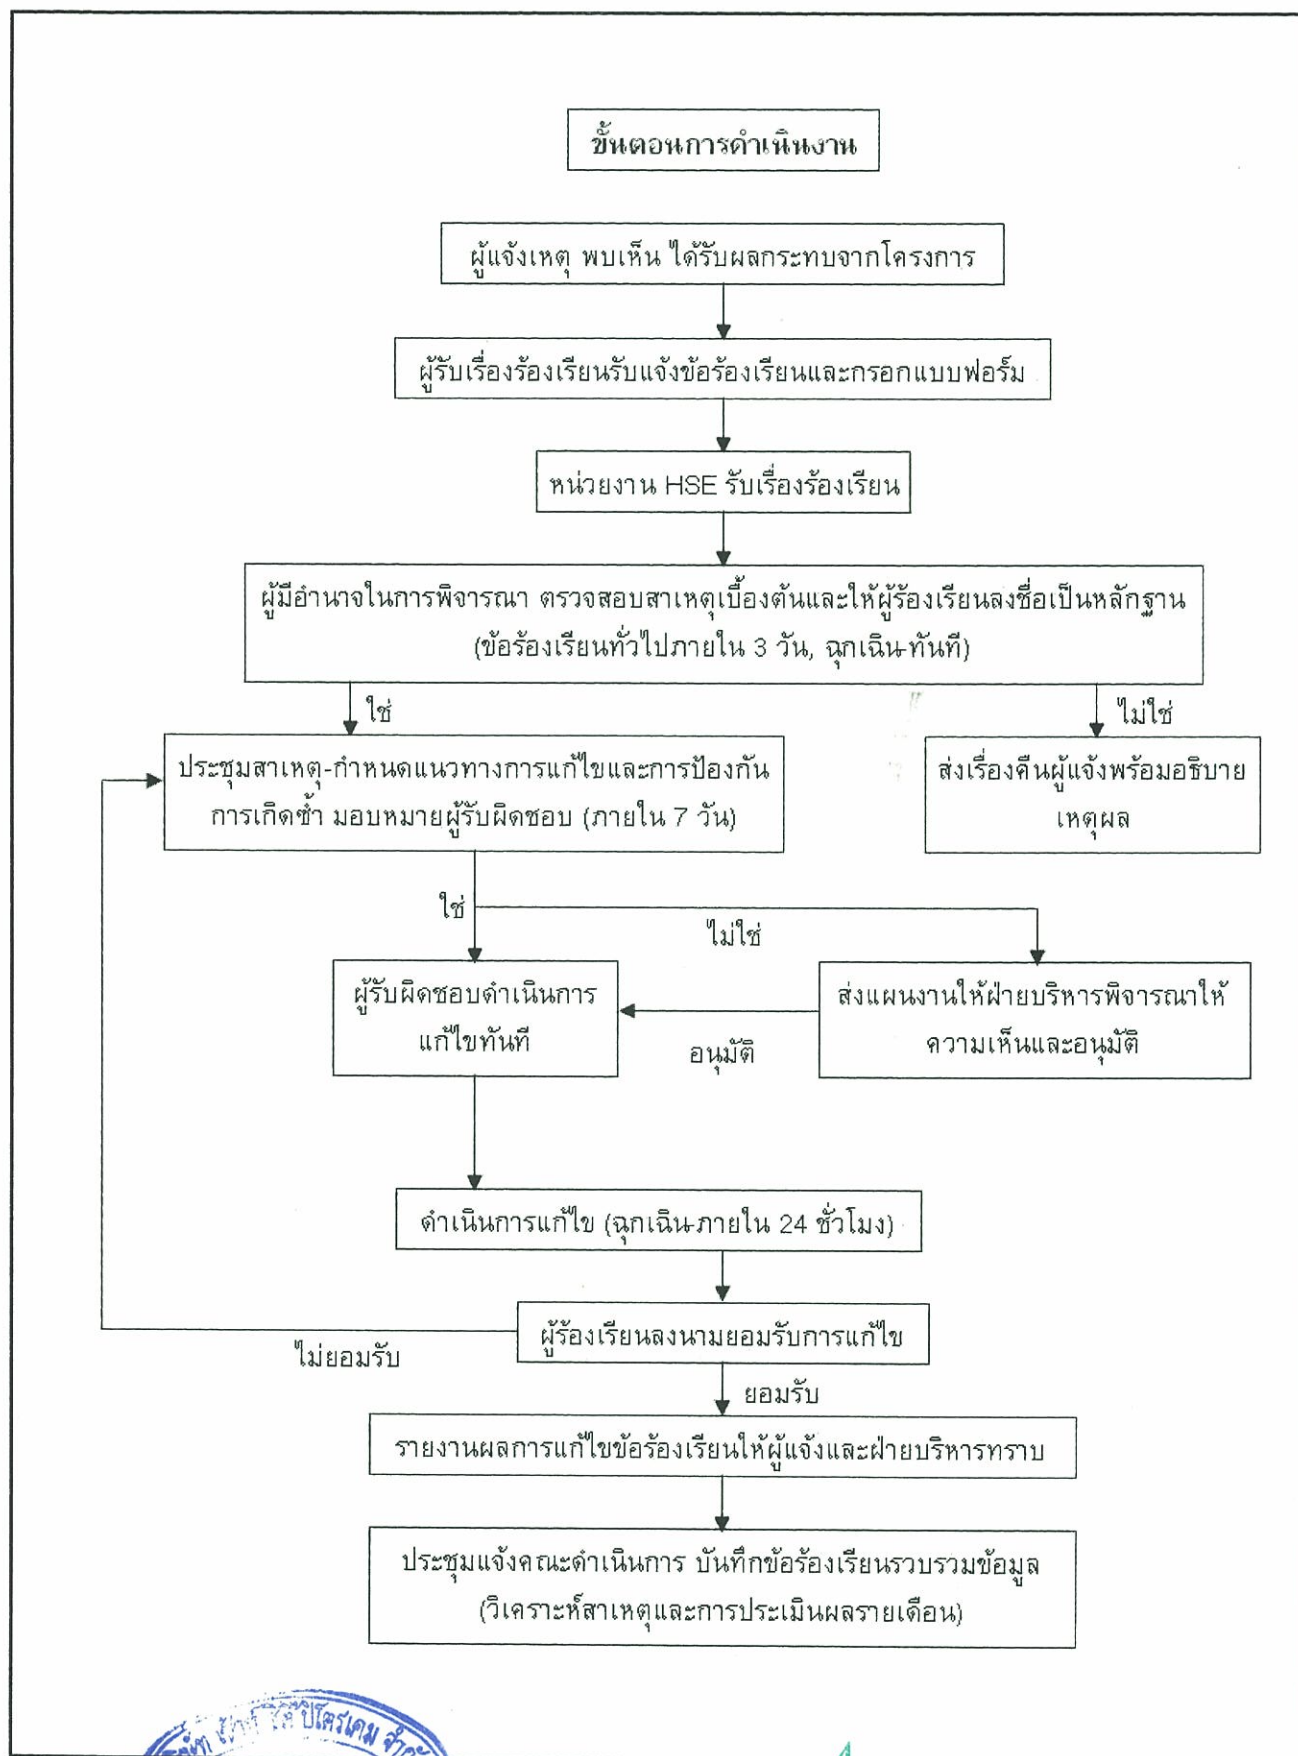 ขั้นตอนการดำเนินงาน
ผู้แจ้งเหตุ พบเห็น ได้รับผลกระทบจากโครงการ
ผู้รับเรื่องร้องเรียนรับแจ้งข้อร้องเรียนและกรอกแบบฟอร์ม
หน่วยงาน HSE รับเรื่องร้องเรียน
ผู้มีอำนาจในการพิจารณา ตรวจสอบสาเหตุเบื้องต้นและให้ผู้ร้องเรียนลงชื่อเป็นหลักฐาน
(ข้อร้องเรียนทั่วไปภายใน 3 วัน, ฉุกเฉิน-ทันที)
ใช่
ไม่ใช่
ประชุมสาเหตุ-กำหนดแนวทางการแก้ไขและการป้องกัน
การเกิดซ้ำ มอบหมายผู้รับผิดชอบ (ภายใน 7 วัน)
ส่งเรื่องคืนผู้แจ้งพร้อมอธิบาย
เหตุผล
ใช่
ไม่ใช่
ผู้รับผิดชอบดำเนินการ
แก้ไขทันที
ส่งแผนงานให้ฝ่ายบริหารพิจารณาให้
ความเห็นและอนุมัติ
อนุมัติ
ดำเนินการแก้ไข (ฉุกเฉิน-ภายใน 24 ชั่วโมง)
ผู้ร้องเรียนลงนามยอมรับการแก้ไข
ไม่ยอมรับ
ยอมรับ
รายงานผลการแก้ไขข้อร้องเรียนให้ผู้แจ้งและฝ่ายบริหารทราบ
ประชุมแจ้งคณะดำเนินการ บันทึกข้อร้องเรียนรวบรวมข้อมูล
(วิเคราะห์สาเหตุและการประเมินผลรายเดือน)
ปิโตรเคม